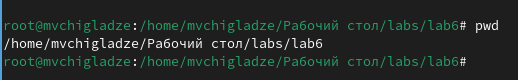 root@mvchigladze:/home/mvchigladze/Рабочий стол/labs/lab6# pwd
/home/mvchigladze/Рабочий стол/labs/lab6
root@mvchigladze:/home/mvchigladze/Рабочий стол/labs/lab6#